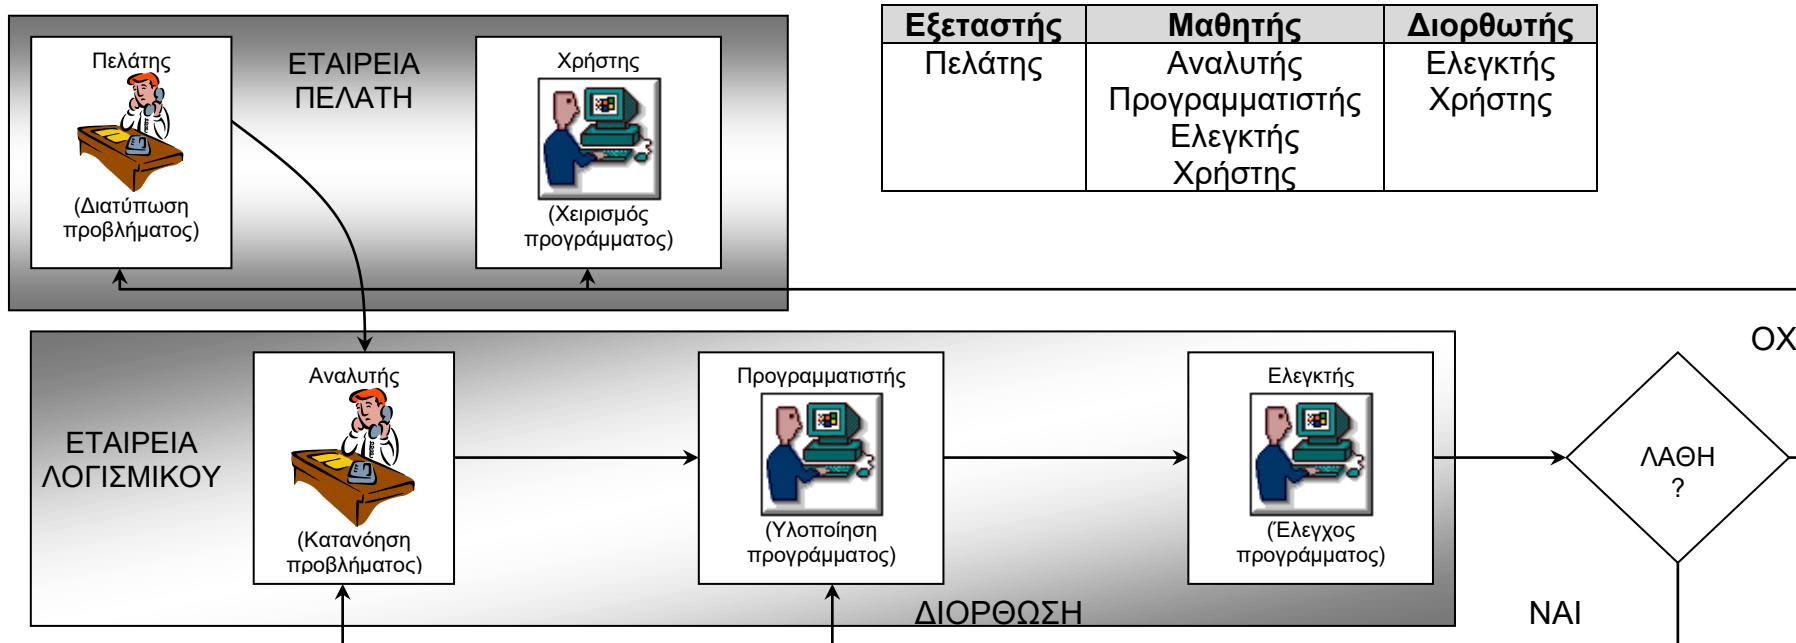 Πελάτης
(Διατύπωση
προβλήματος)
ΕΤΑΙΡΕΙΑ
ΠΕΛΑΤΗ
Χρήστης
(Χειρισμός
προγράμματος)
Εξεταστής Μαθητής Διορθωτής
Πελάτης Αναλυτής Ελεγκτής
Προγραμματιστής Χρήστης
Ελεγκτής
Χρήστης
ΕΤΑΙΡΕΙΑ
ΛΟΓΙΣΜΙΚΟΥ
Αναλυτής
(Κατανόηση
προβλήματος)
Προγραμματιστής
(Υλοποίηση
προγράμματος)
Ελεγκτής
(Έλεγχος
προγράμματος)
ΟΧ
ΛΑΘΗ
?
ΔΙΟΡΘΩΣΗ
ΝΑΙ